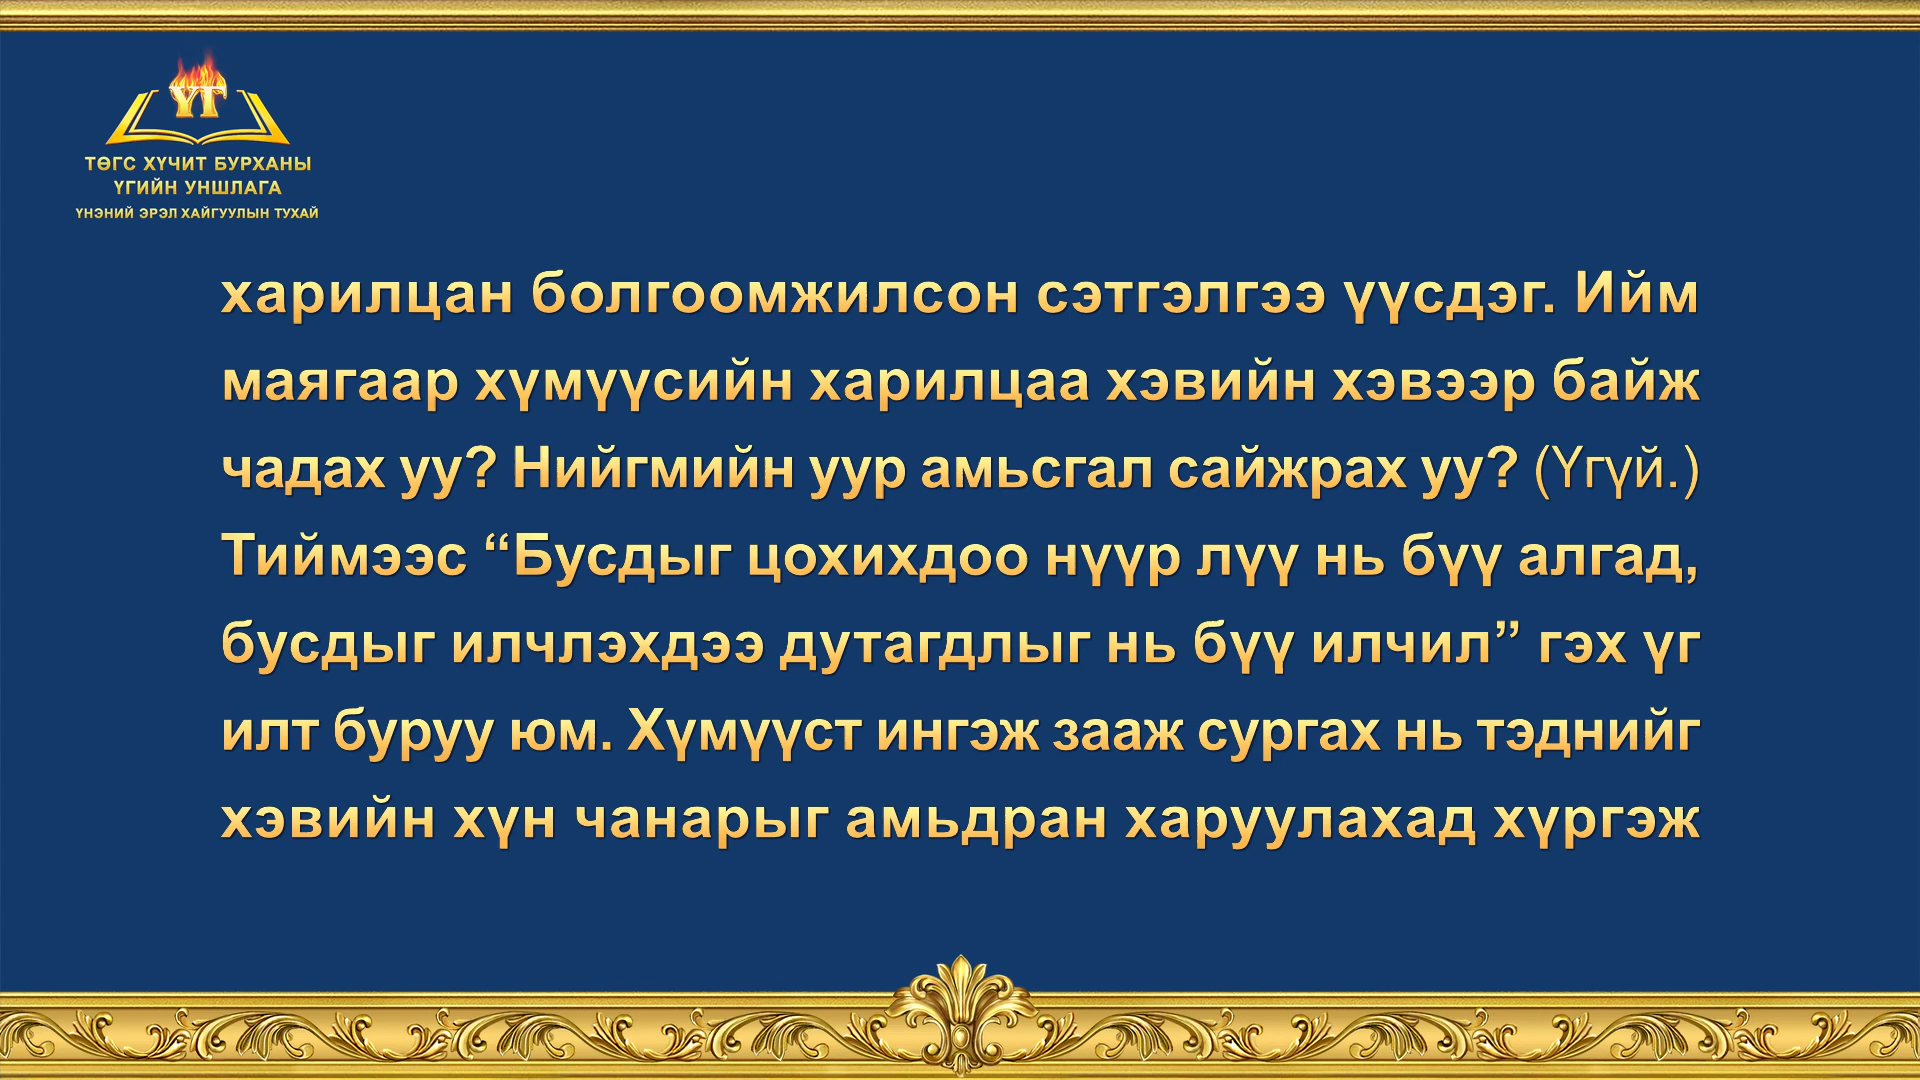 ҮГ
ТӨГС ХҮЧИТ БУРХАНЫ
ҮГИЙН УНШЛАГА
ҮНЭНИЙ ЭРЭЛ ХАЙГУУЛЫН ТУХАЙ
харилцан болгоомжилсон сэтгэлгээ үүсдэг. Ийм
маягаар хүмүүсийн харилцаа хэвийн хэвээр байж
чадах уу? Нийгмийн уур амьсгал сайжрах уу? (Үгүй.)
Тиймээс “Бусдыг цохихдоо нүүр лүү нь бүү алгад,
бусдыг илчлэхдээ дутагдлыг нь бүү илчил” гэх үг
илт буруу юм. Хүмүүст ингэж зааж сургах нь тэднийг
хэвийн хүн чанарыг амьдран харуулахад хүргэж